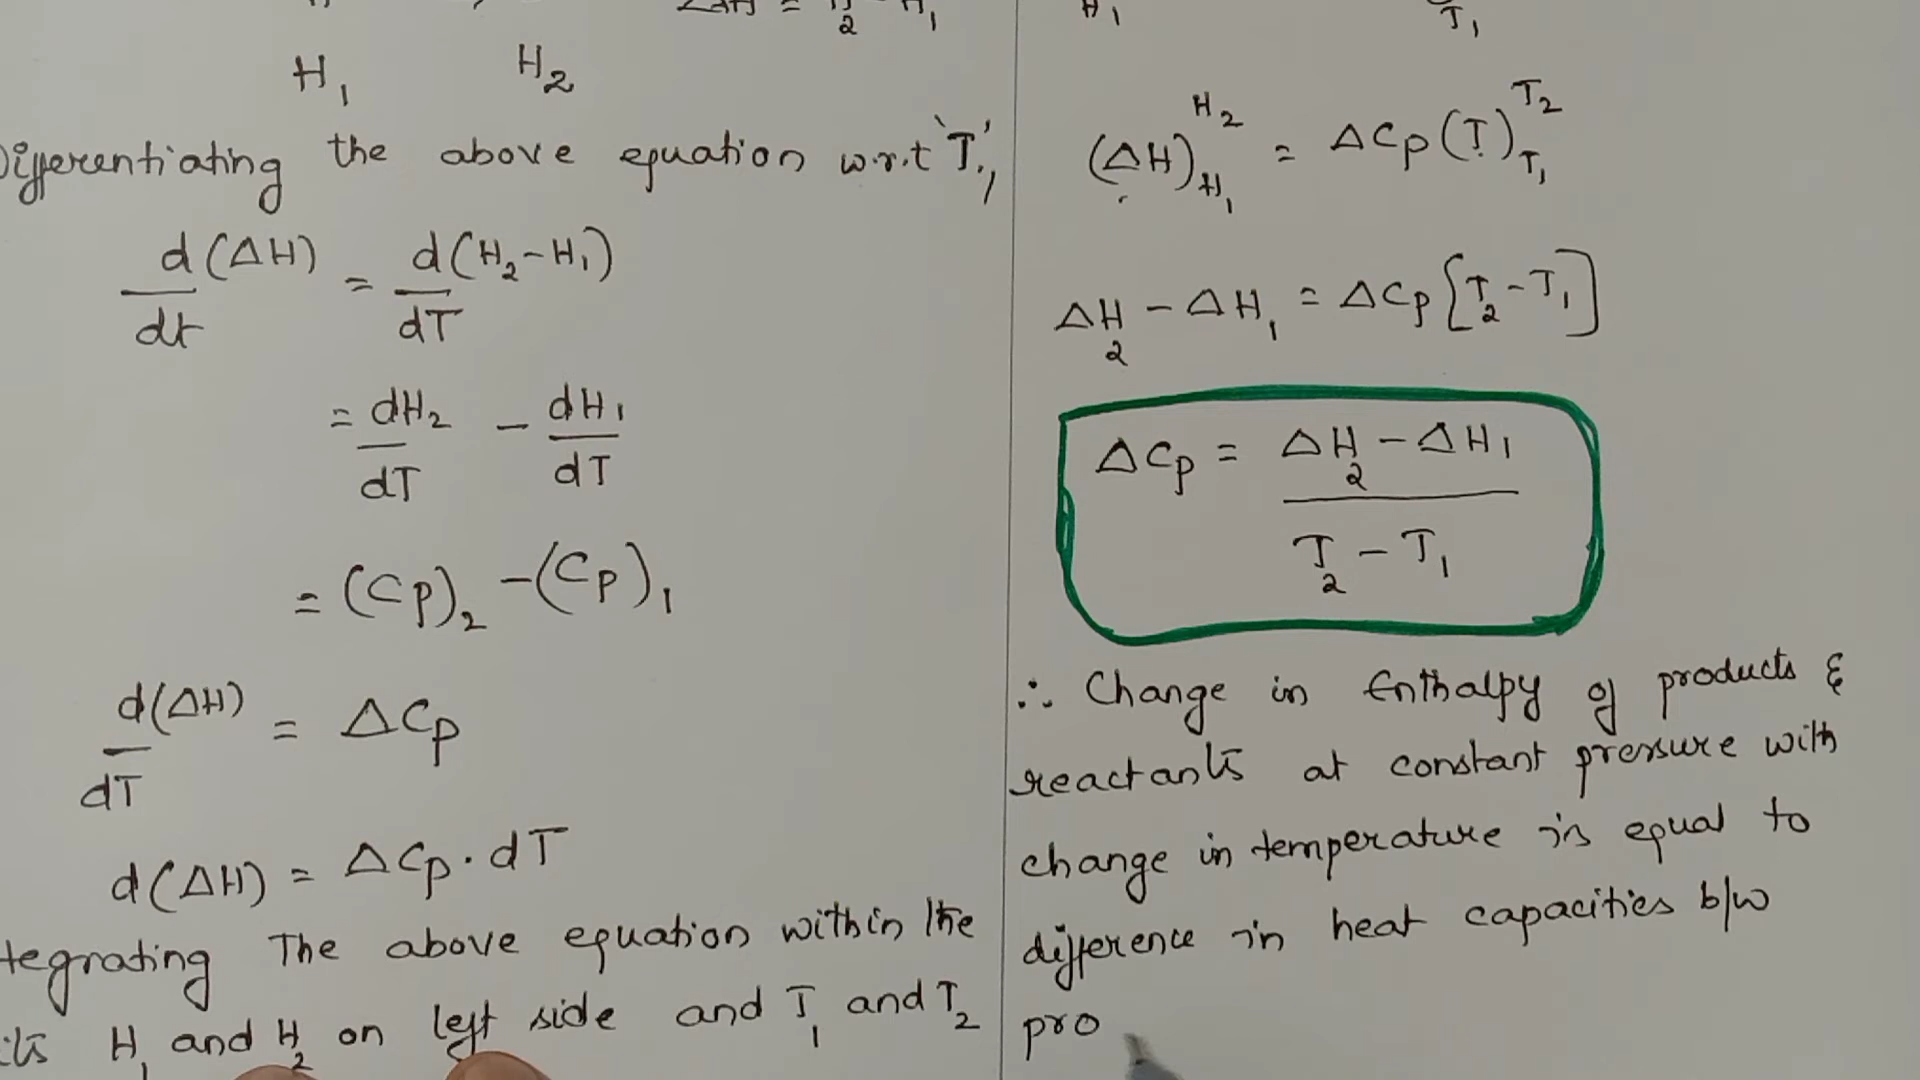 H₁ H₂
Differentiating the above equation w.r.t 'T',
d(ΔH)/dt = d(H₂-H₁)/dT
= dH₂/dT - dH₁/dT
= (Cp)₂ - (Cp)₁
d(ΔH)/dT = ΔCp
d(ΔH) = ΔCp · dT
tegrating The above equation within the
its H₁ and H₂ on left side and T₁ and T₂
H₁ T₁
(ΔH)_H₁^H₂ = ΔCp (T)_T₁^T₂
ΔH₂ - ΔH₁ = ΔCp [T₂ - T₁]
ΔCp = ΔH₂ - ΔH₁ / T₂ - T₁
∴ Change in Enthalpy of products &
reactants at constant pressure with
change in temperature is equal to
difference in heat capacities b/w
pro